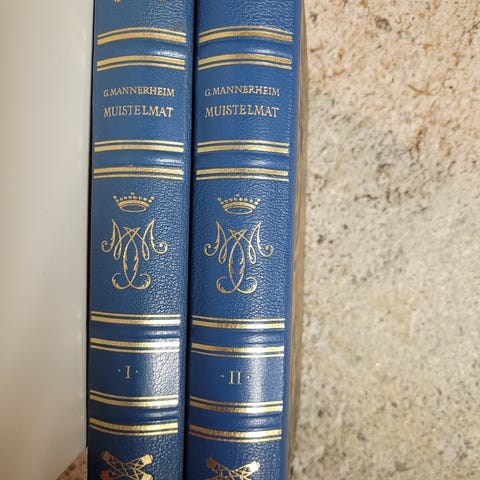 G. MANNERHEIM
MUISTELMAT
· I ·
G. MANNERHEIM
MUISTELMAT
· II ·